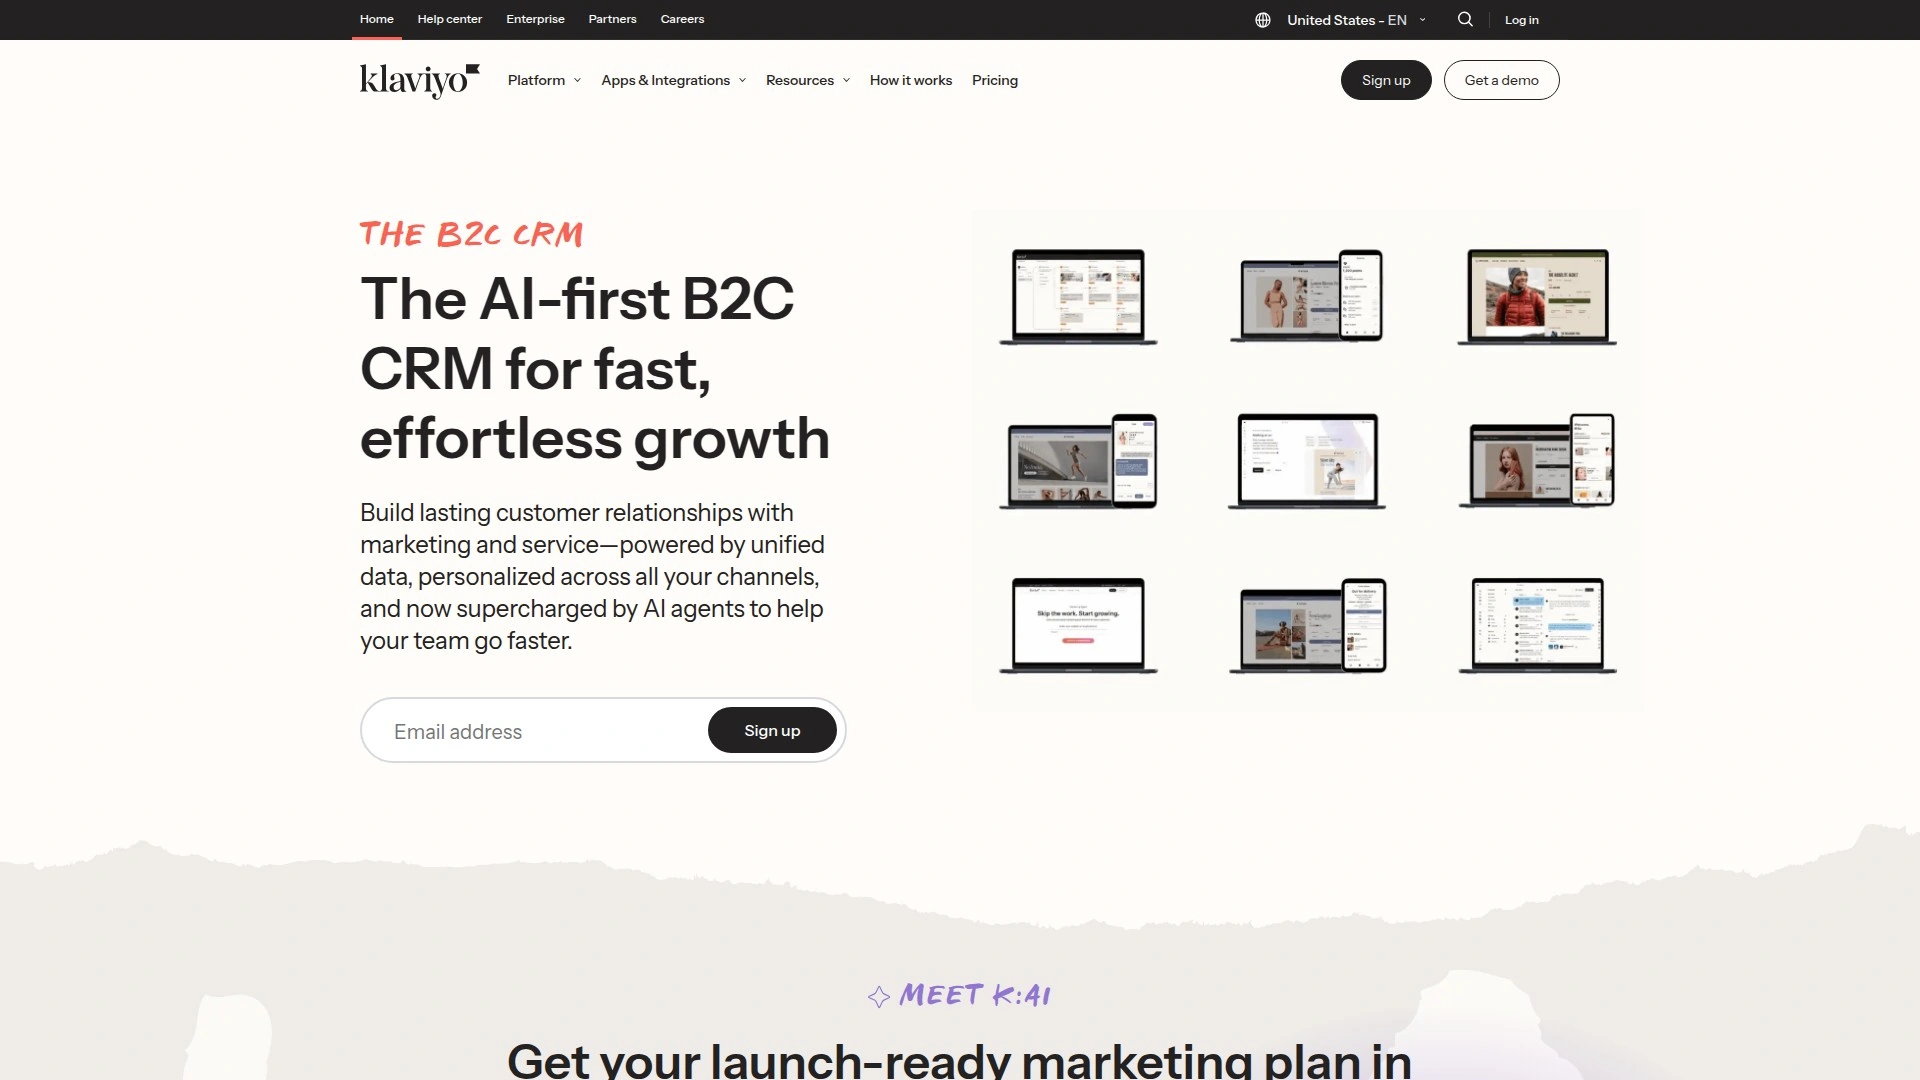 Home Help center Enterprise Partners Careers United States - EN Log in
klaviyo Platform Apps & Integrations Resources How it works Pricing Sign up Get a demo
THE B2C CRM
The AI-first B2C
CRM for fast,
effortless growth
Build lasting customer relationships with
marketing and service—powered by unified
data, personalized across all your channels,
and now supercharged by AI agents to help
your team go faster.
Email address Sign up
Skip the work. Start growing.
MEET K:AI
Get your launch-ready marketing plan in